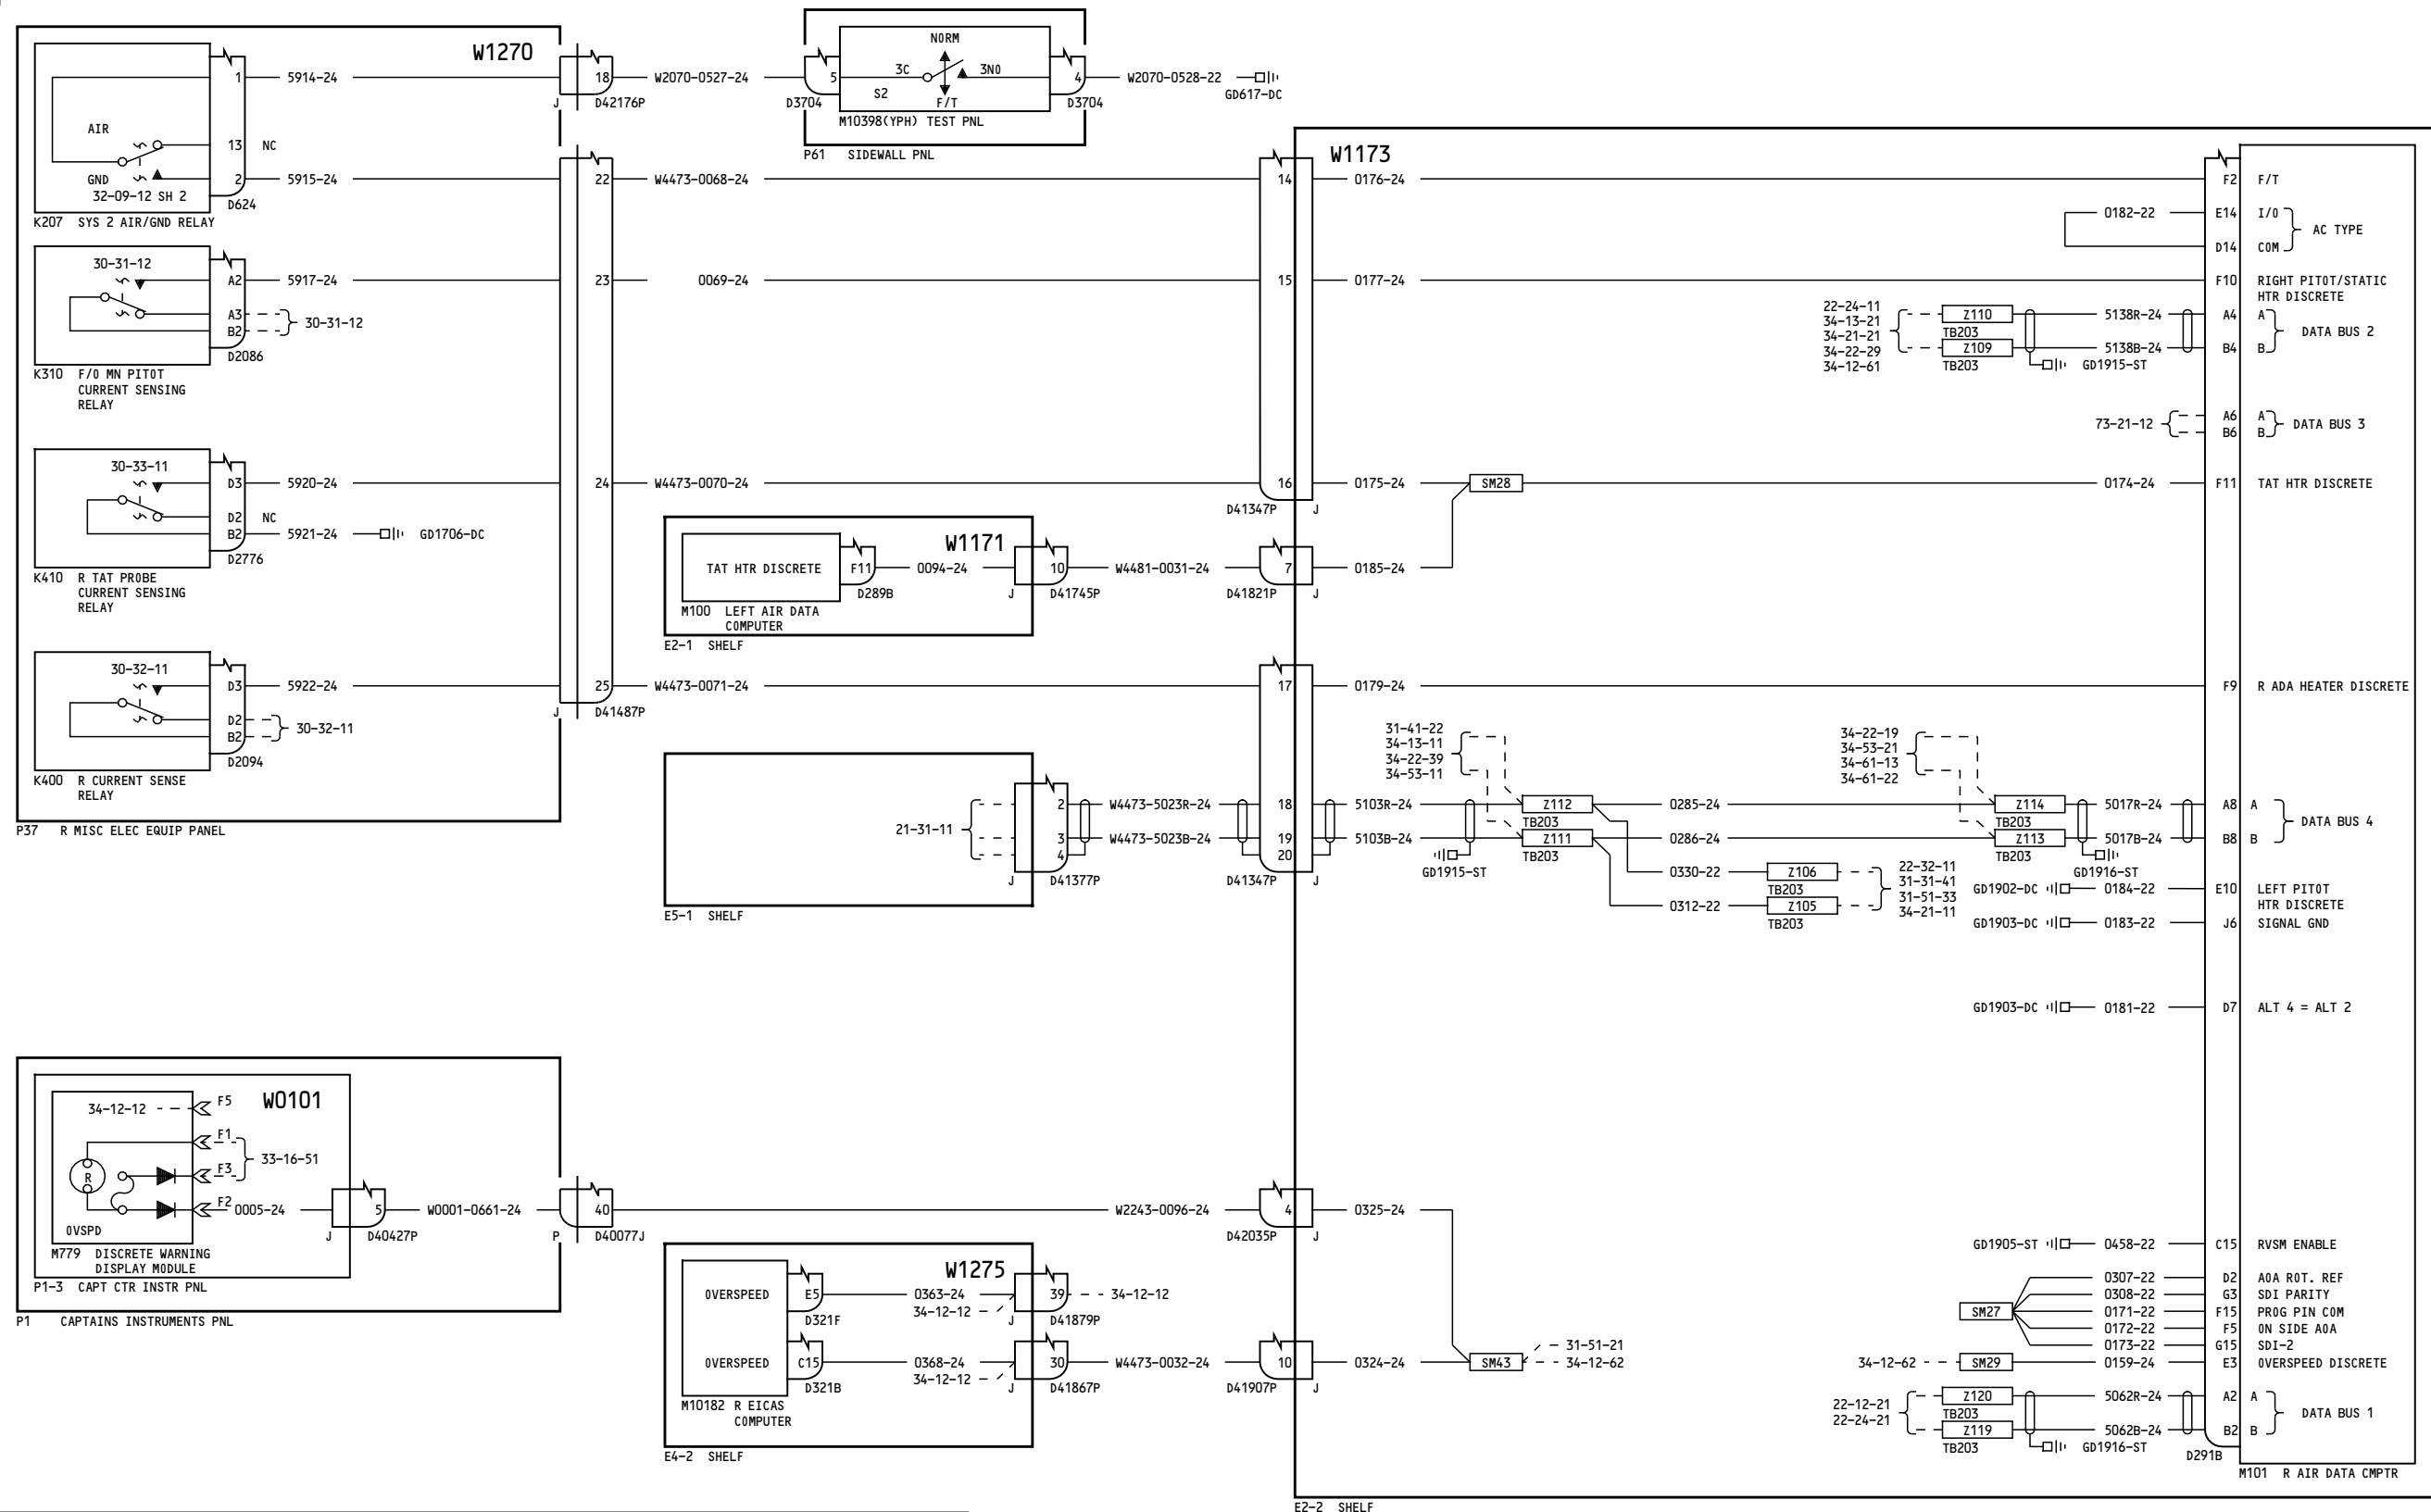 W1270
1
5914-24
AIR
13
NC
GND
2
5915-24
32-09-12 SH 2
D624
K207 SYS 2 AIR/GND RELAY
30-31-12
A2
5917-24
A3
B2
30-31-12
D2086
K310 F/O MN PITOT
CURRENT SENSING
RELAY
30-33-11
D3
5920-24
D2
NC
B2
5921-24
GD1706-DC
D2776
K410 R TAT PROBE
CURRENT SENSING
RELAY
30-32-11
D3
5922-24
D2
B2
30-32-11
D2094
K400 R CURRENT SENSE
RELAY
P37 R MISC ELEC EQUIP PANEL
18
J
D42176P
W2070-0527-24
5
D3704
NORM
3C
3NO
S2
F/T
M10398(YPH) TEST PNL
4
D3704
P61 SIDEWALL PNL
W2070-0528-22
GD617-DC
22
W4473-0068-24
14
23
0069-24
15
24
W4473-0070-24
16
D41347P
J
25
W4473-0071-24
17
J
D41487P
W1171
TAT HTR DISCRETE
F11
0094-24
10
W4481-0031-24
7
D289B
J
D41745P
D41821P
J
M100 LEFT AIR DATA
COMPUTER
E2-1 SHELF
21-31-11
2
W4473-5023R-24
18
3
W4473-5023B-24
19
4
20
J
D41377P
D41347P
J
E5-1 SHELF
W1173
0176-24
F2
F/T
0182-22
E14
I/O
AC TYPE
D14
COM
0177-24
F10
RIGHT PITOT/STATIC
HTR DISCRETE
22-24-11
34-13-21
34-21-21
34-22-29
34-12-61
Z110
TB203
Z109
TB203
5138R-24
A4
A
5138B-24
B4
B
DATA BUS 2
GD1915-ST
73-21-12
A6
A
B6
B
DATA BUS 3
0175-24
SM28
0174-24
F11
TAT HTR DISCRETE
0185-24
0179-24
F9
R ADA HEATER DISCRETE
31-41-22
34-13-11
34-22-39
34-53-11
34-22-19
34-53-21
34-61-13
34-61-22
5103R-24
Z112
TB203
0285-24
Z114
TB203
5017R-24
A8
A
5103B-24
Z111
TB203
0286-24
Z113
TB203
5017B-24
B8
B
DATA BUS 4
GD1915-ST
GD1916-ST
0330-22
Z106
TB203
0312-22
Z105
TB203
22-32-11
31-31-41
31-51-33
34-21-11
GD1902-DC
0184-22
E10
LEFT PITOT
HTR DISCRETE
GD1903-DC
0183-22
J6
SIGNAL GND
GD1903-DC
0181-22
D7
ALT 4 = ALT 2
W0101
34-12-12
F5
F1
33-16-51
F3
R
F2
0005-24
OVSPD
M779 DISCRETE WARNING
DISPLAY MODULE
P1-3 CAPT CTR INSTR PNL
P1 CAPTAINS INSTRUMENTS PNL
5
J
D40427P
W0001-0661-24
40
P
D40077J
W2243-0096-24
4
D42035P
J
0325-24
W1275
OVERSPEED
E5
0363-24
34-12-12
39
34-12-12
D321F
J
D41879P
OVERSPEED
C15
0368-24
34-12-12
30
W4473-0032-24
10
D321B
J
D41867P
D41907P
J
M10182 R EICAS
COMPUTER
E4-2 SHELF
0324-24
SM43
31-51-21
34-12-62
GD1905-ST
0458-22
C15
RVSM ENABLE
SM27
0307-22
D2
AOA ROT. REF
0308-22
G3
SDI PARITY
0171-22
F15
PROG PIN COM
0172-22
F5
ON SIDE AOA
0173-22
G15
SDI-2
34-12-62
SM29
0159-24
E3
OVERSPEED DISCRETE
22-12-21
22-24-21
Z120
TB203
Z119
TB203
5062R-24
A2
A
5062B-24
B2
B
DATA BUS 1
GD1916-ST
D291B
M101 R AIR DATA CMPTR
E2-2 SHELF